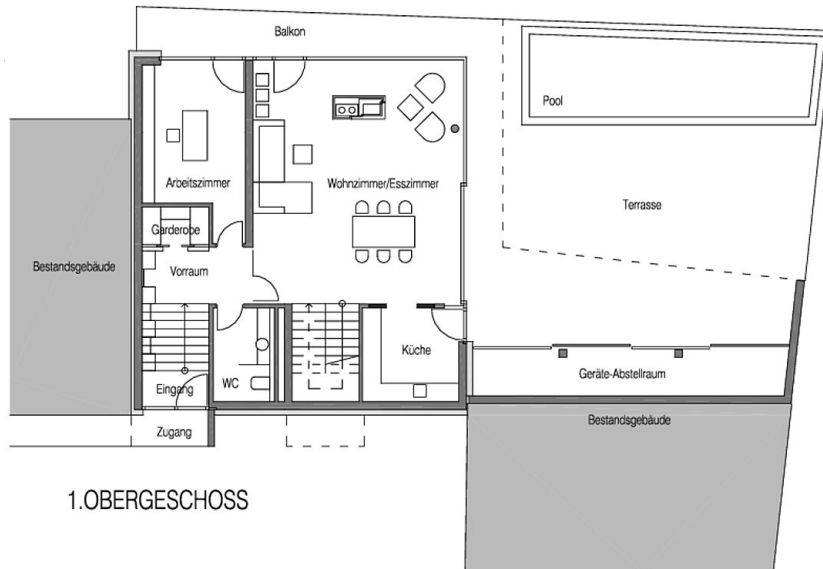 Balkon
Pool
Arbeitszimmer
Wohnzimmer/Esszimmer
Terrasse
Garderobe
Bestandsgebäude
Vorraum
Küche
Geräte-Abstellraum
Eingang
WC
Bestandsgebäude
Zugang
1.OBERGESCHOSS